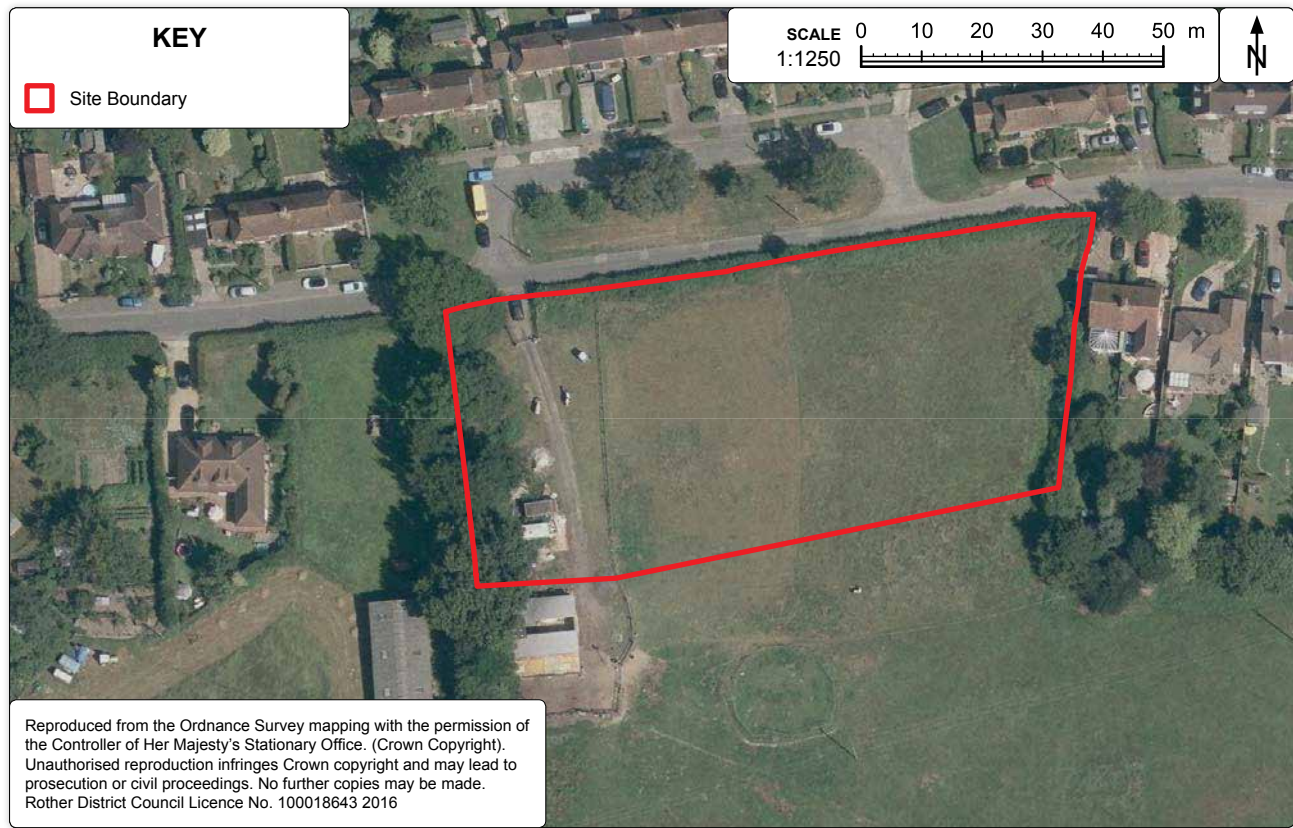 KEY
Site Boundary
SCALE
1:1250
0 10 20 30 40 50 m
N
Reproduced from the Ordnance Survey mapping with the permission of
the Controller of Her Majesty's Stationary Office. (Crown Copyright).
Unauthorised reproduction infringes Crown copyright and may lead to
prosecution or civil proceedings. No further copies may be made.
Rother District Council Licence No. 100018643 2016